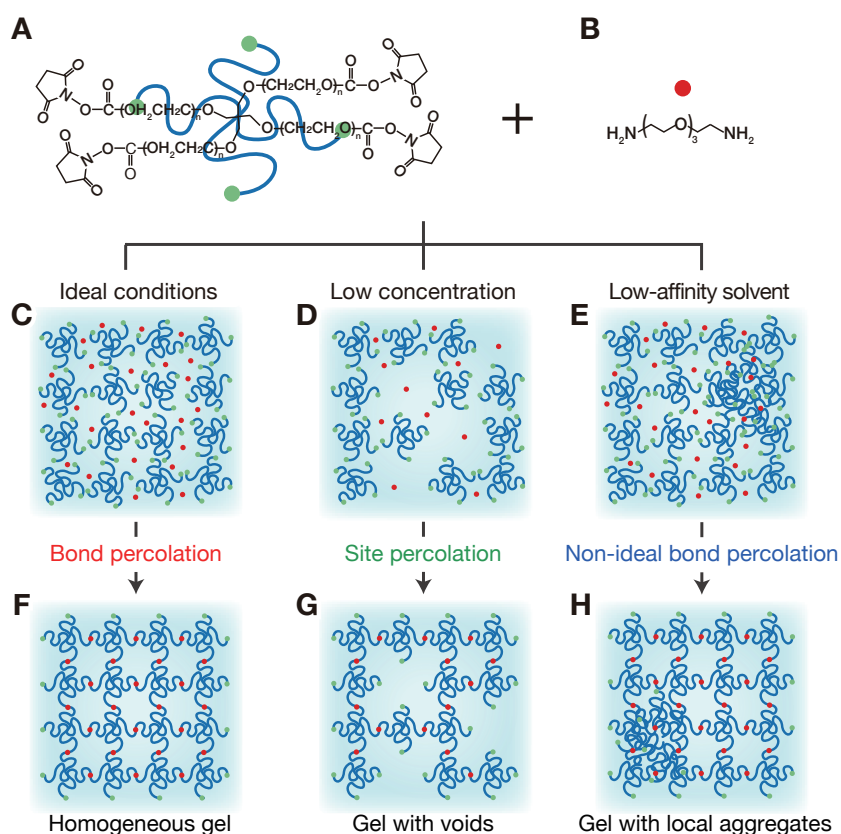 A
B
O
N
O
O
C
O
(OH2CH2C)n
O
O
(CH2CH2O)n
C
O
O
N
O
O
O
(CH2CH2O)n
C
O
O
N
O
O
O
N
O
O
C
O
(OH2CH2C)n
O
+
H2N
O
3
NH2
Ideal conditions
Low concentration
Low-affinity solvent
C
D
E
Bond percolation
Site percolation
Non-ideal bond percolation
F
G
H
Homogeneous gel
Gel with voids
Gel with local aggregates